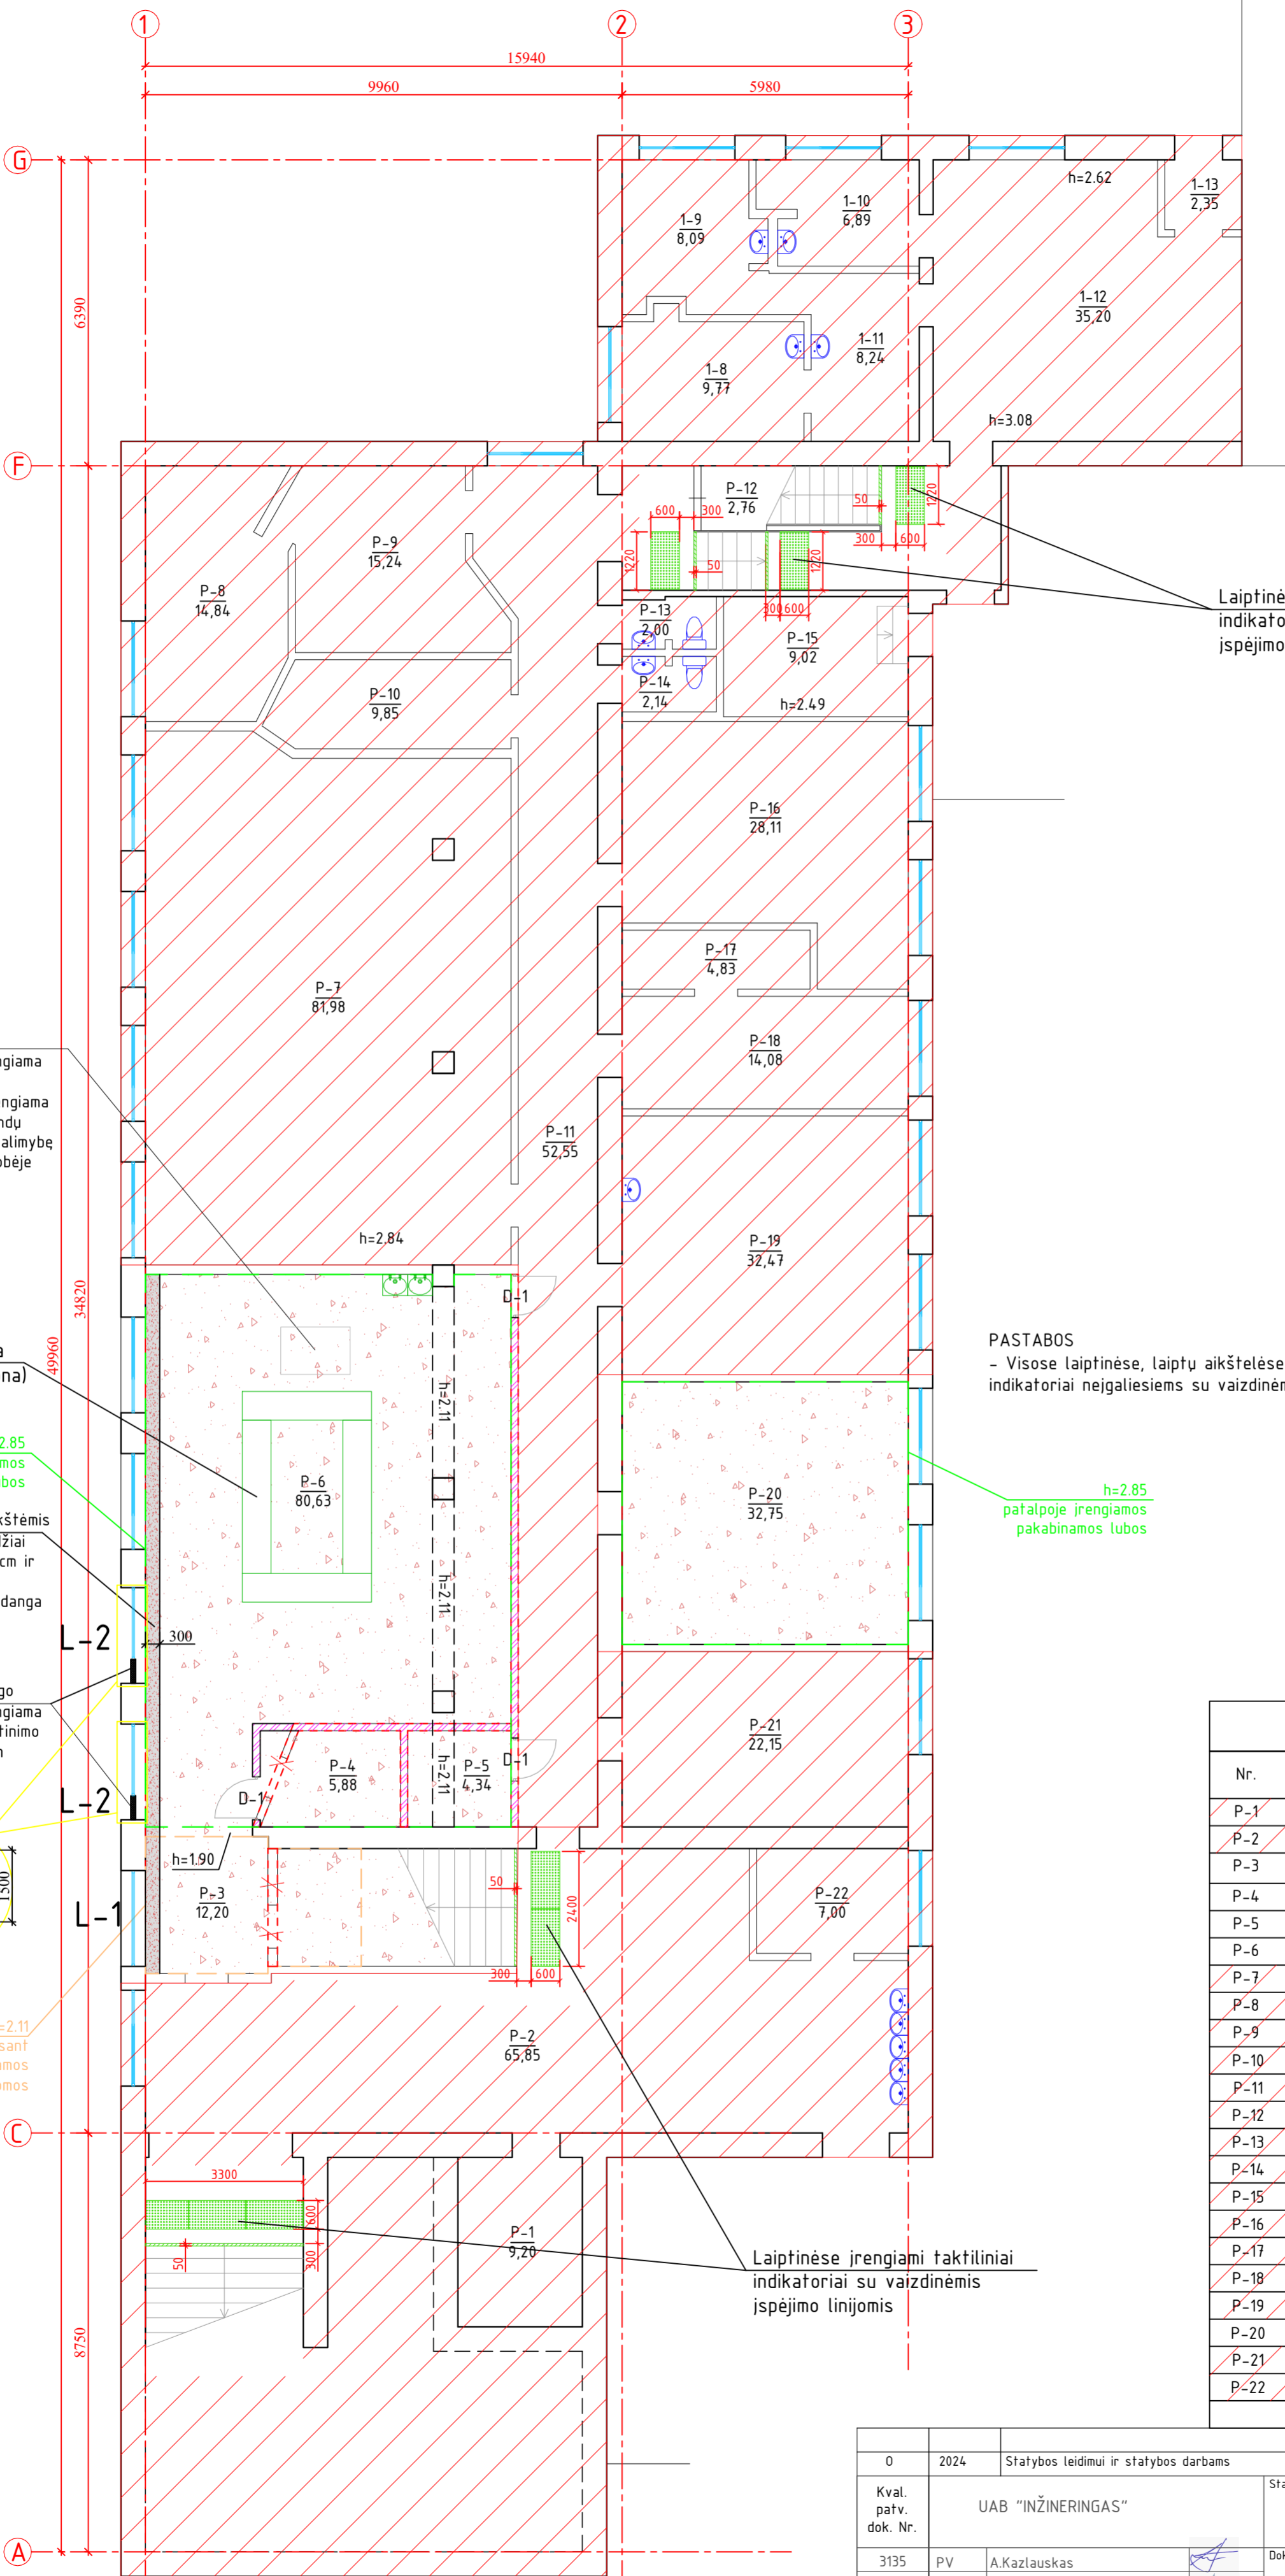 1
2
3
15940
9960
5980
G
h=2.62
1-13
2,35
1-10
6,89
1-9
8,09
6390
1-12
35,20
1-11
8,24
1-8
9,77
h=3.08
F
P-12
2,76
50
1220
600
300
300
600
P-9
15,24
1220
50
1220
P-8
14,84
300
600
P-13
2,00
P-15
9,02
Laiptinė
indikato
įspėjimo
P-14
2,14
P-10
9,85
h=2.49
P-16
28,11
P-17
4,83
P-7
81,98
P-18
14,08
ngiama
ngiama
ndų
alimybę
obėje
P-11
52,55
h=2.84
P-19
32,47
34820
49960
D-1
a
na)
PASTABOS
- Visose laiptinėse, laiptų aikštelėse
indikatoriai neįgaliesiems su vaizdinėm
h=2.11
2.85
mos
bos
P-6
80,63
P-20
32,75
h=2.85
patalpoje įrengiamos
pakabinamos lubos
kštėmis
džiai
cm ir
danga
h=2.11
L-2
300
go
ngiama
tinimo
n
P-21
22,15
P-4
5,88
P-5
4,34
h=2.11
D-1
D-1
L-2
h=1.90
1500
P-3
12,20
50
2400
P-22
7,00
L-1
300
600
=2.11
sant
mos
omos
P-2
65,85
C
3300
600
50
300
P-1
9,20
Laiptinėse įrengiami taktiliniai
indikatoriai su vaizdinėmis
įspėjimo linijomis
8750
A
Nr.
P-1
P-2
P-3
P-4
P-5
P-6
P-7
P-8
P-9
P-10
P-11
P-12
P-13
P-14
P-15
P-16
P-17
P-18
P-19
P-20
P-21
P-22
0 2024 Statybos leidimui ir statybos darbams
Kval.
patv.
dok. Nr.
UAB "INŽINERINGAS"
Sta
3135 PV A.Kazlauskas
Dok